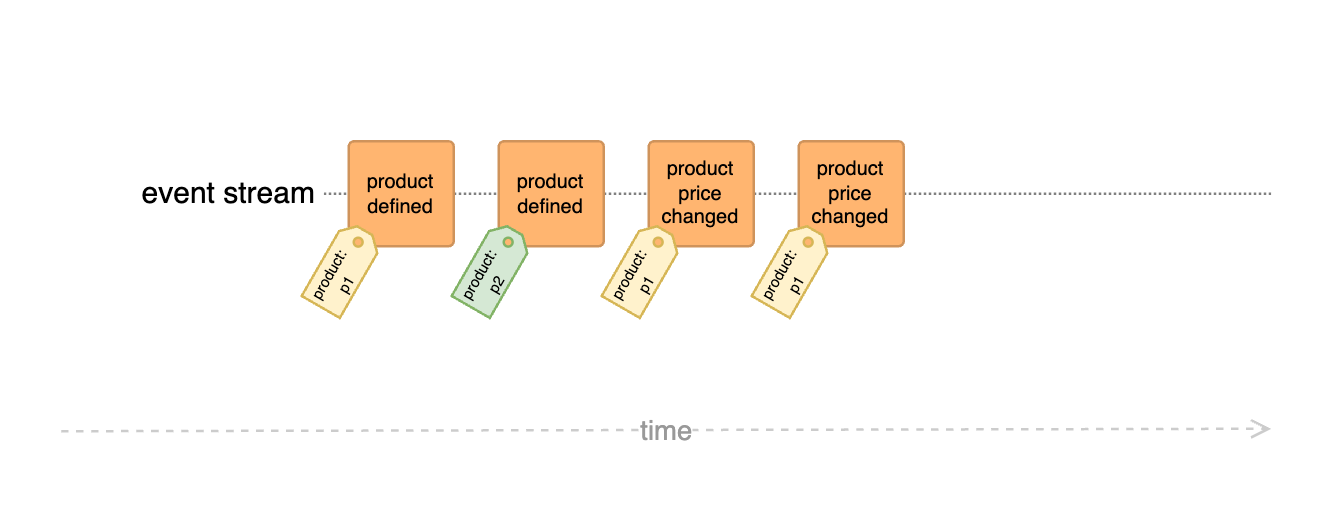 event stream
product
defined
product:
p1
product
defined
product:
p2
product
price
changed
product:
p1
product
price
changed
product:
p1
time